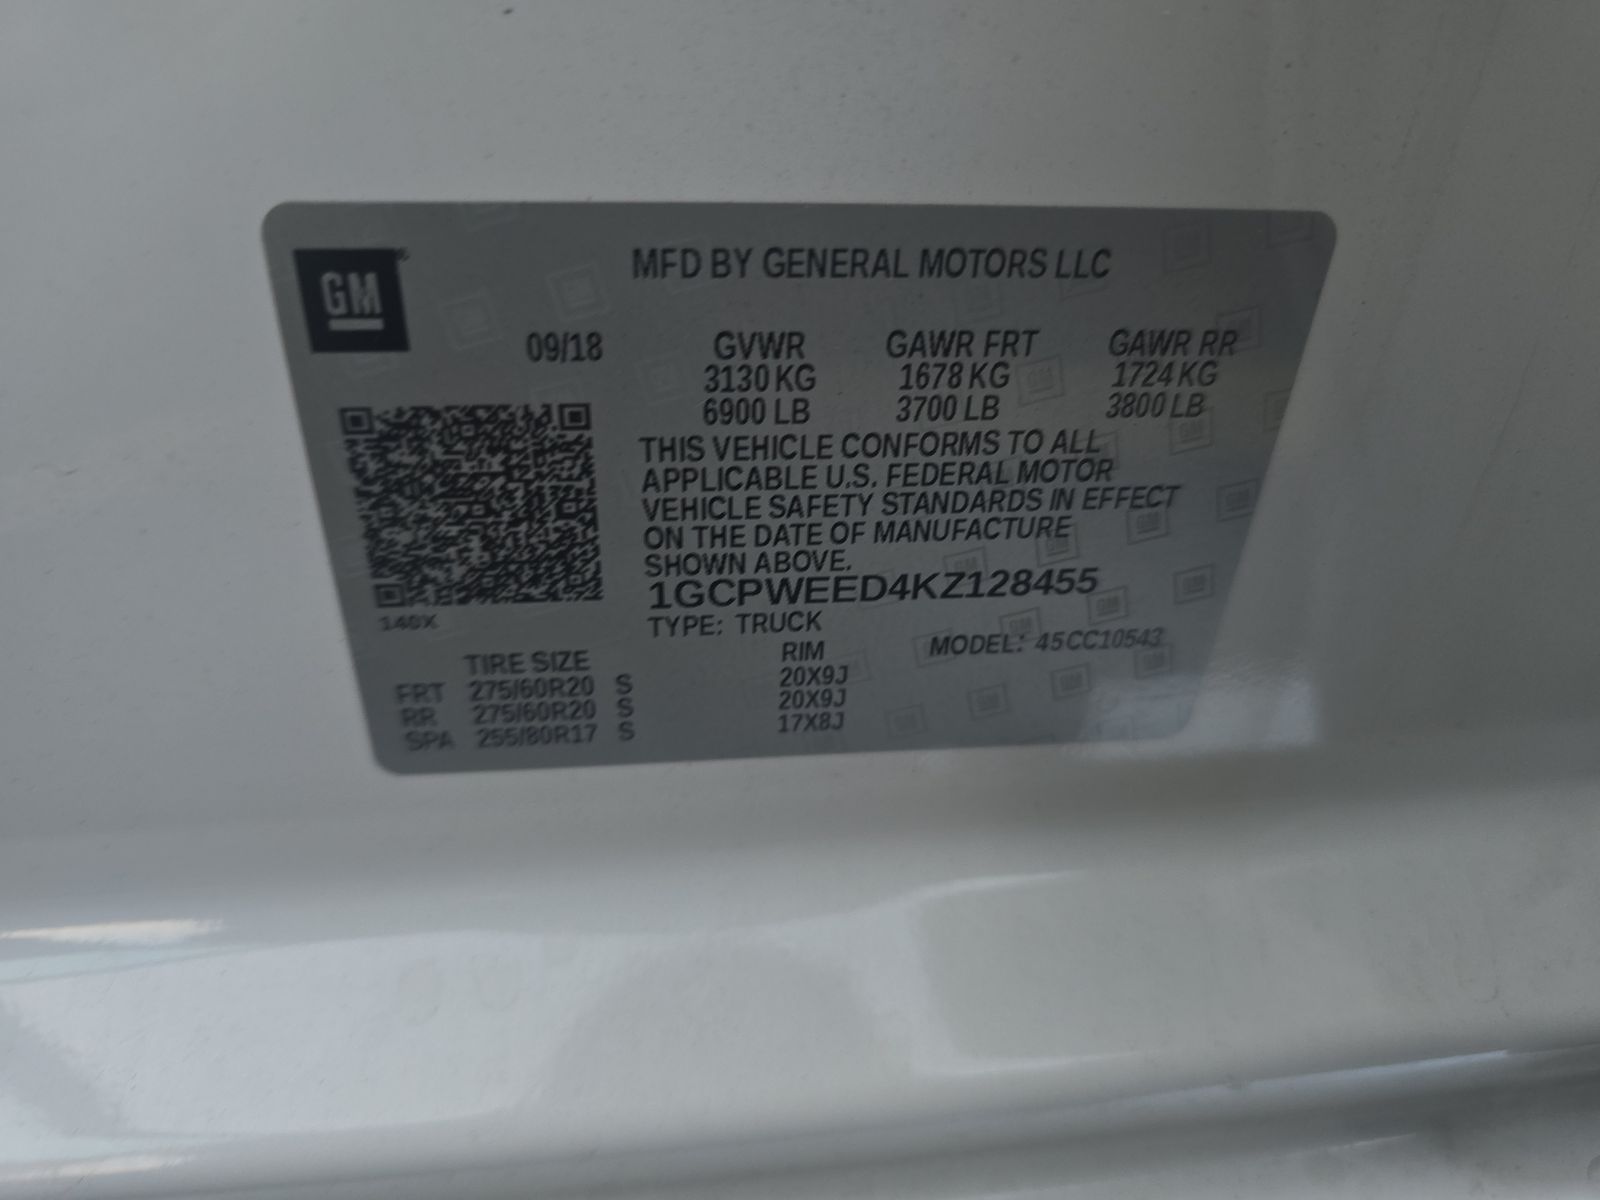 GM
MFD BY GENERAL MOTORS LLC
09/18 GVWR GAWR FRT GAWR RR
3130 KG 1678 KG 1724 KG
6900 LB 3700 LB 3800 LB
THIS VEHICLE CONFORMS TO ALL
APPLICABLE U.S. FEDERAL MOTOR
VEHICLE SAFETY STANDARDS IN EFFECT
ON THE DATE OF MANUFACTURE
SHOWN ABOVE.
1GCPWEED4KZ128455
140X
TYPE: TRUCK
MODEL: 45CC10543
TIRE SIZE RIM
FRT 275/60R20 S 20X9J
RR 275/60R20 S 20X9J
SPA 255/80R17 S 17X8J